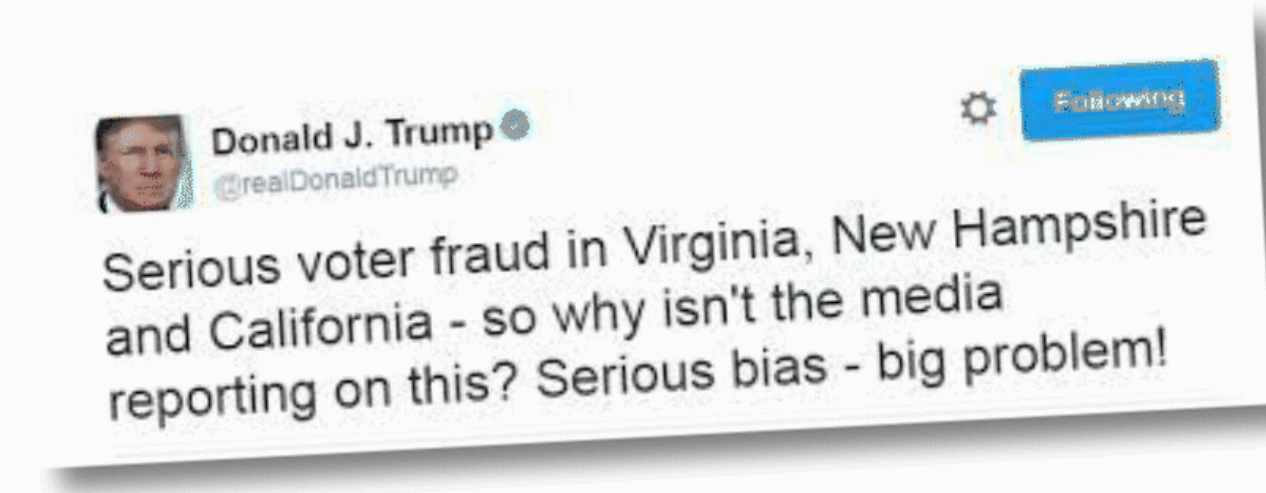 Donald J. Trump
@realDonaldTrump
Following
Serious voter fraud in Virginia, New Hampshire
and California - so why isn't the media
reporting on this? Serious bias - big problem!